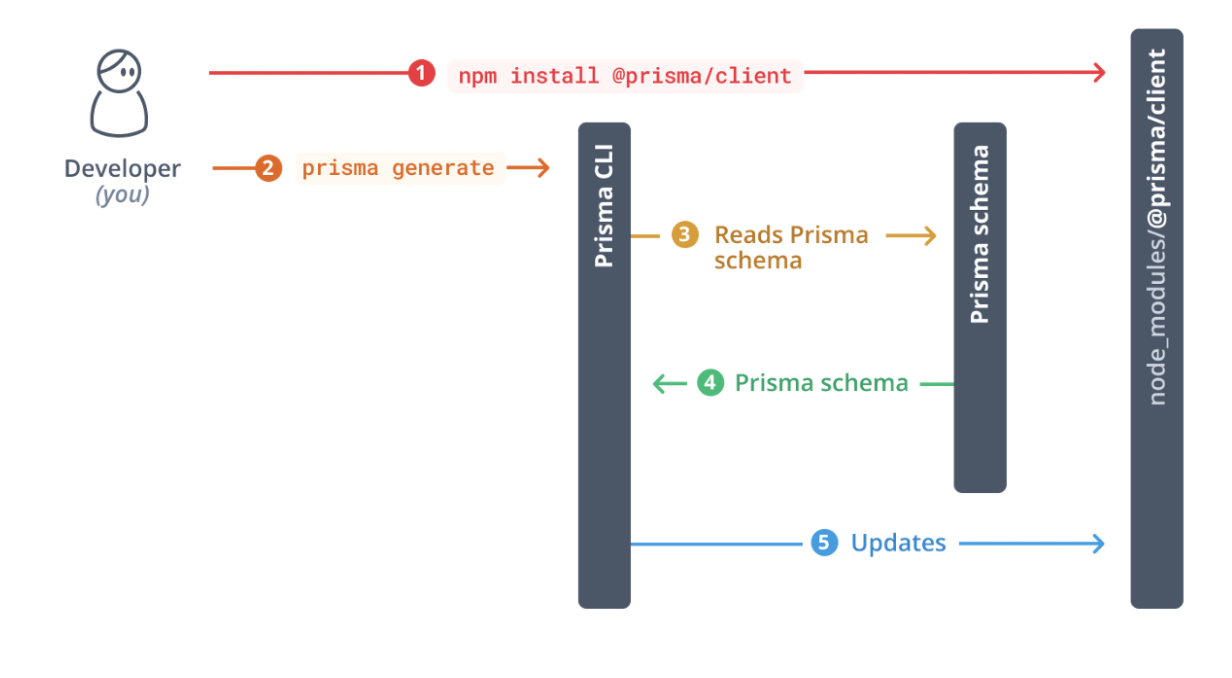 1 npm install @prisma/client
Developer
(you)
2 prisma generate
Prisma CLI
3 Reads Prisma
schema
Prisma schema
4 Prisma schema
5 Updates
node_modules/@prisma/client